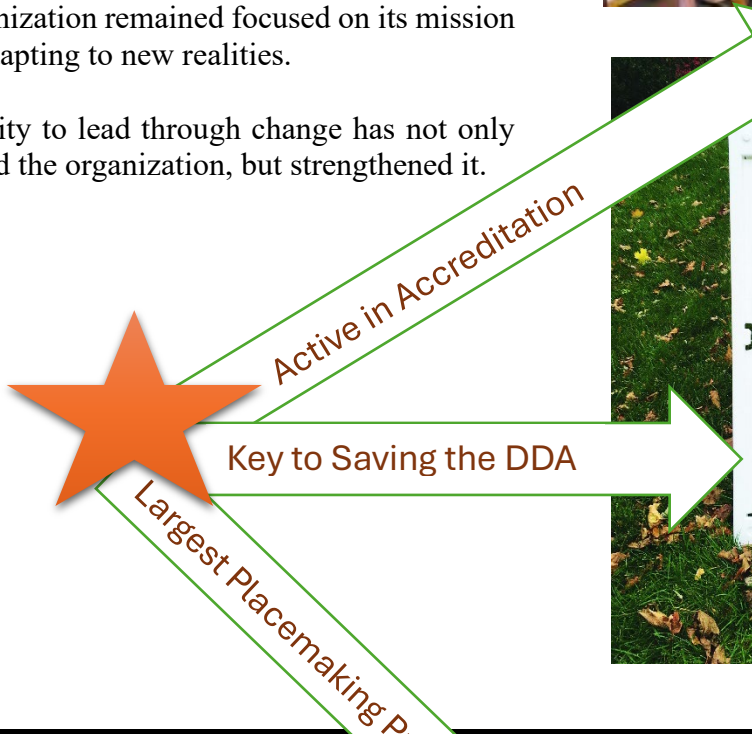 nization remained focused on its mission
apting to new realities.
ity to lead through change has not only
d the organization, but strengthened it.
Active in Accreditation
Key to Saving the DDA
Largest Placemaking P